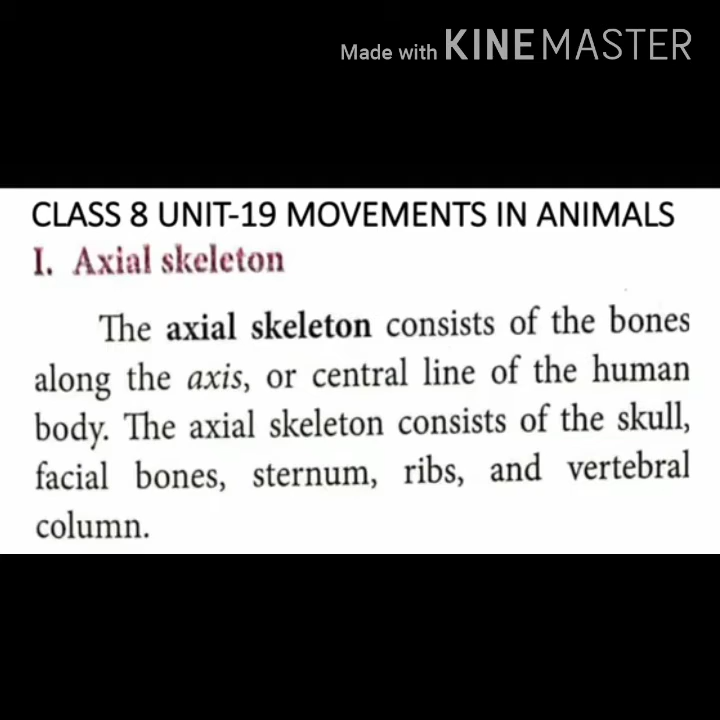 Made with KINEMASTER
CLASS 8 UNIT-19 MOVEMENTS IN ANIMALS
I. Axial skeleton
The axial skeleton consists of the bones
along the axis, or central line of the human
body. The axial skeleton consists of the skull,
facial bones, sternum, ribs, and vertebral
column.